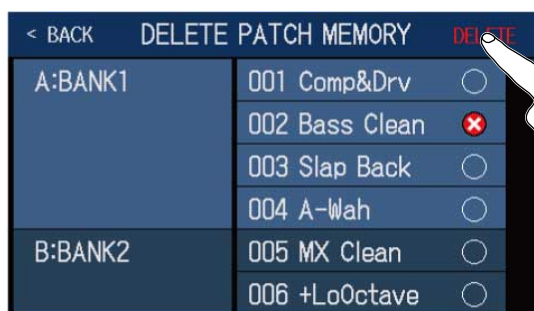 < BACK DELETE PATCH MEMORY DELETE
A:BANK1
001 Comp&Drv
002 Bass Clean
003 Slap Back
004 A-Wah
B:BANK2
005 MX Clean
006 +LoOctave